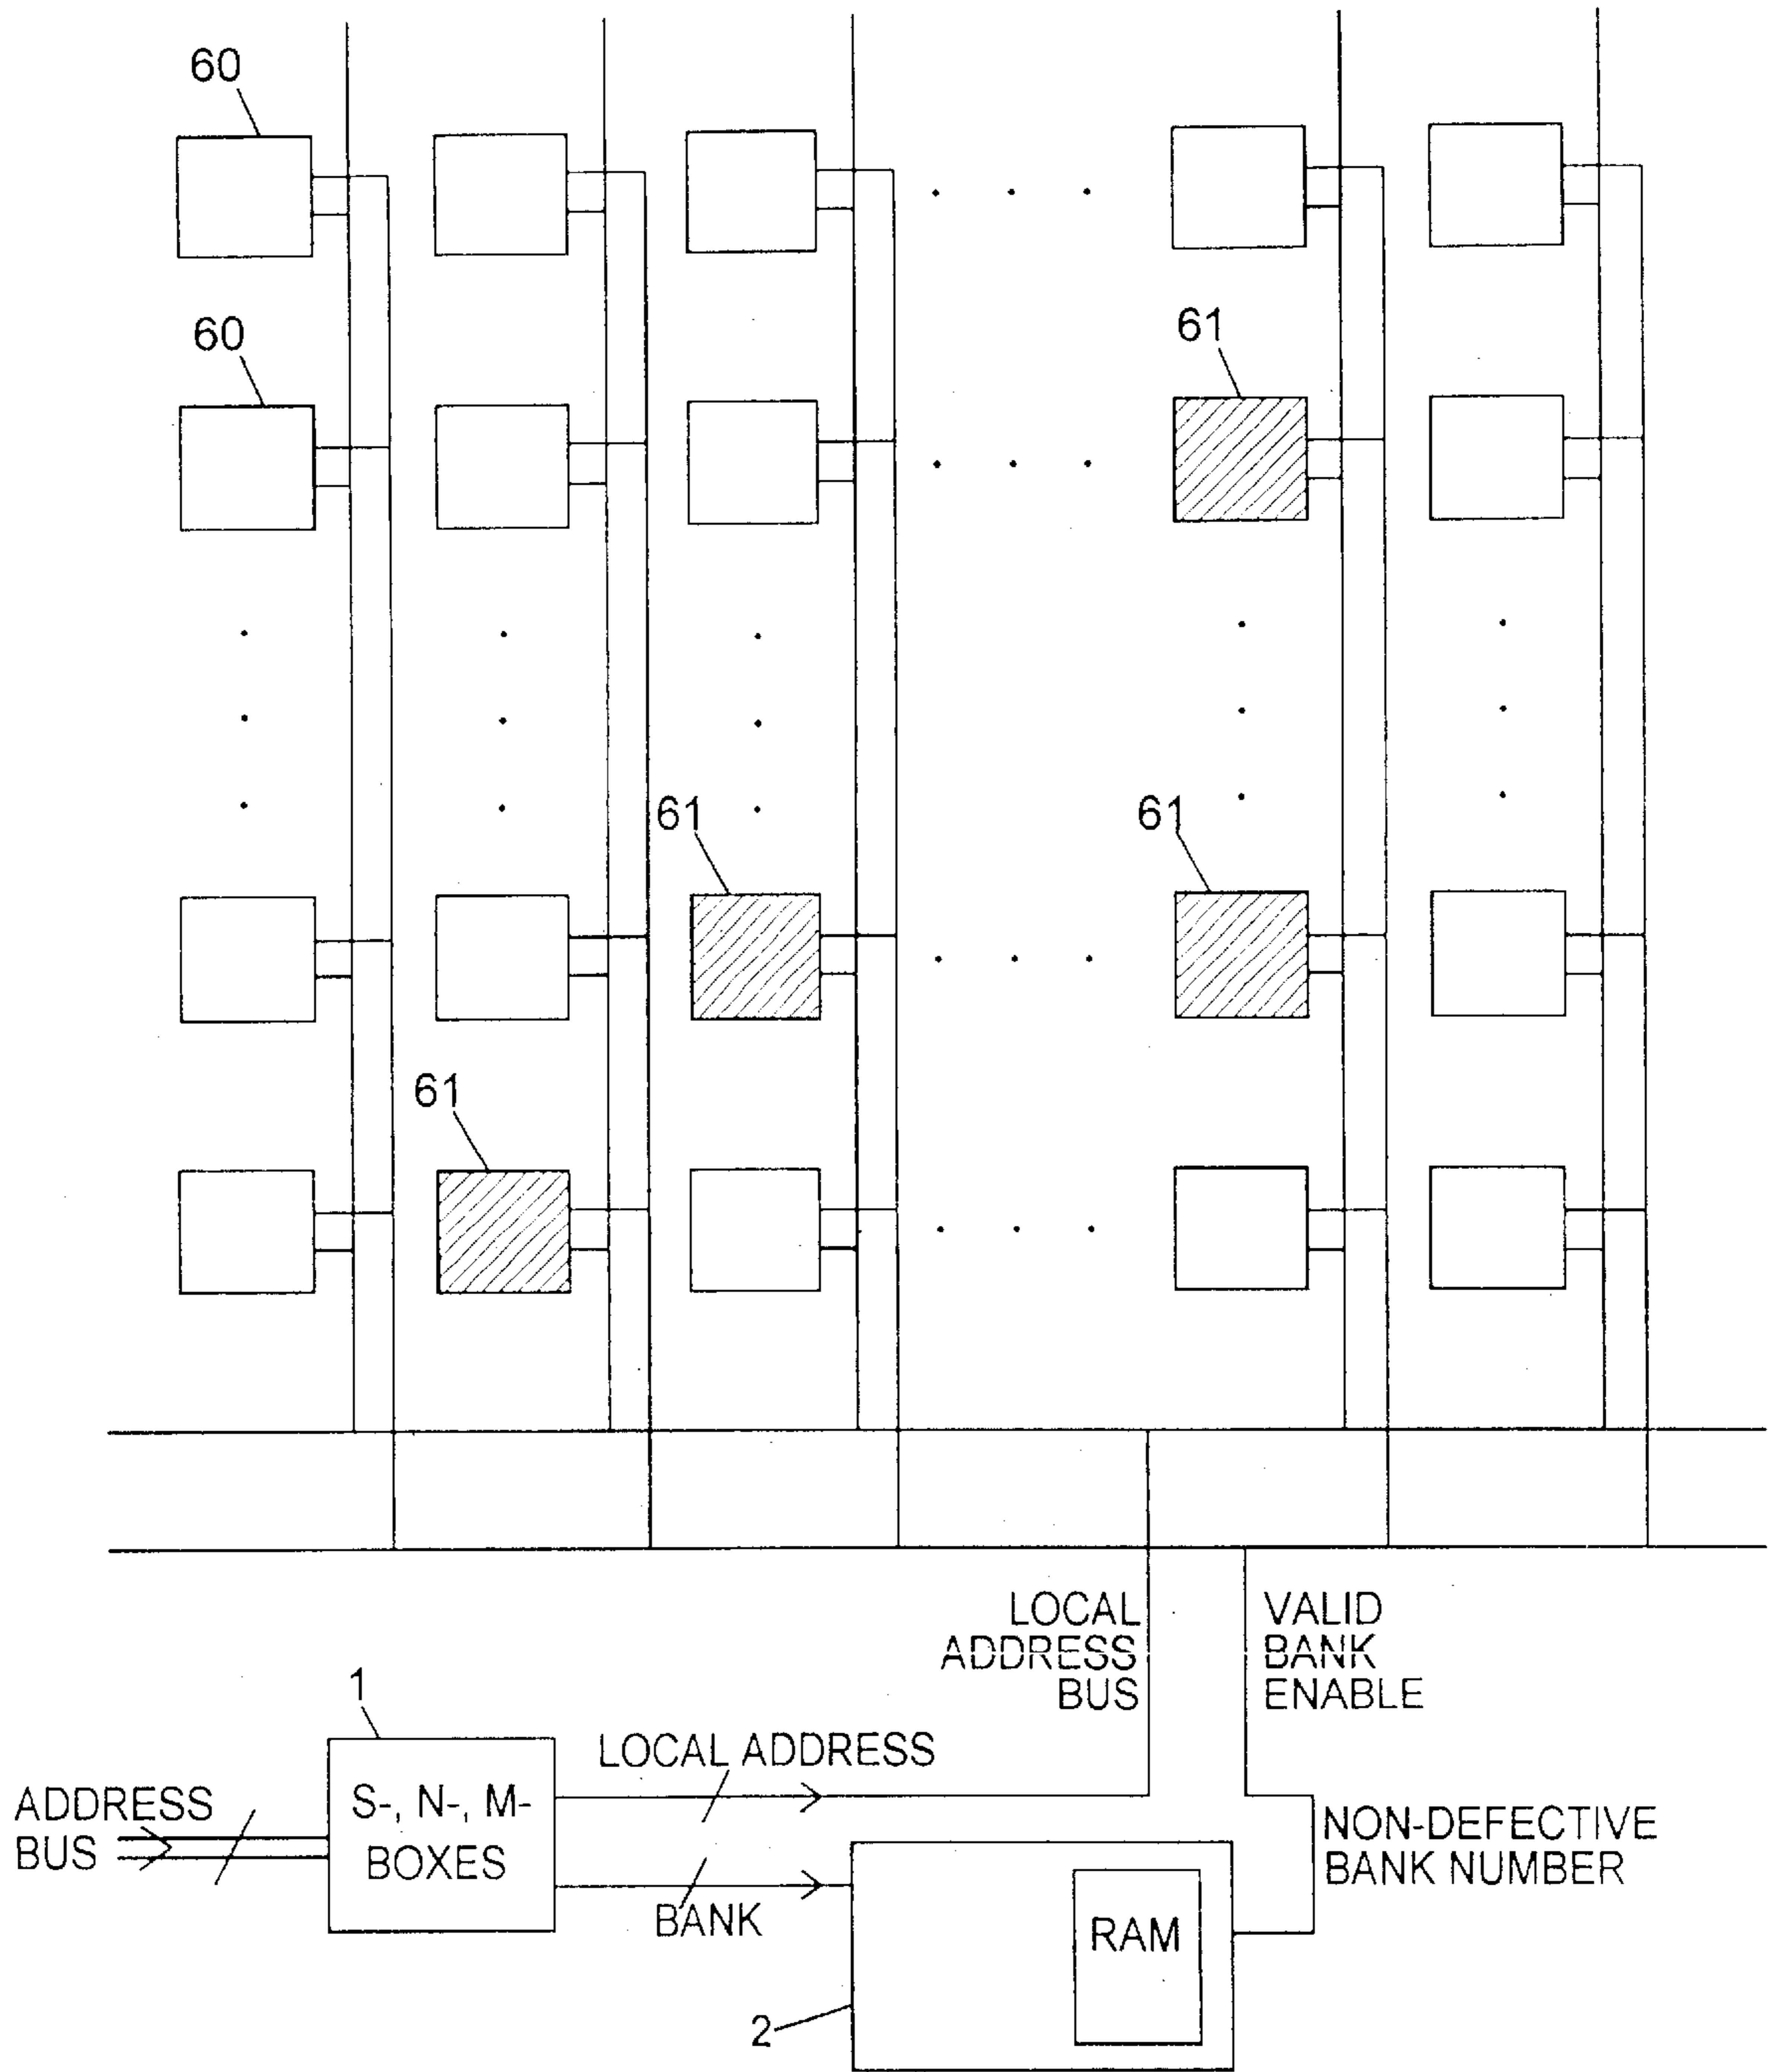 60
60
61
61
61
61
LOCAL
ADDRESS
BUS
VALID
BANK
ENABLE
1
LOCAL ADDRESS
ADDRESS
BUS
S-, N-, M-
BOXES
NON-DEFECTIVE
BANK NUMBER
BANK
RAM
2